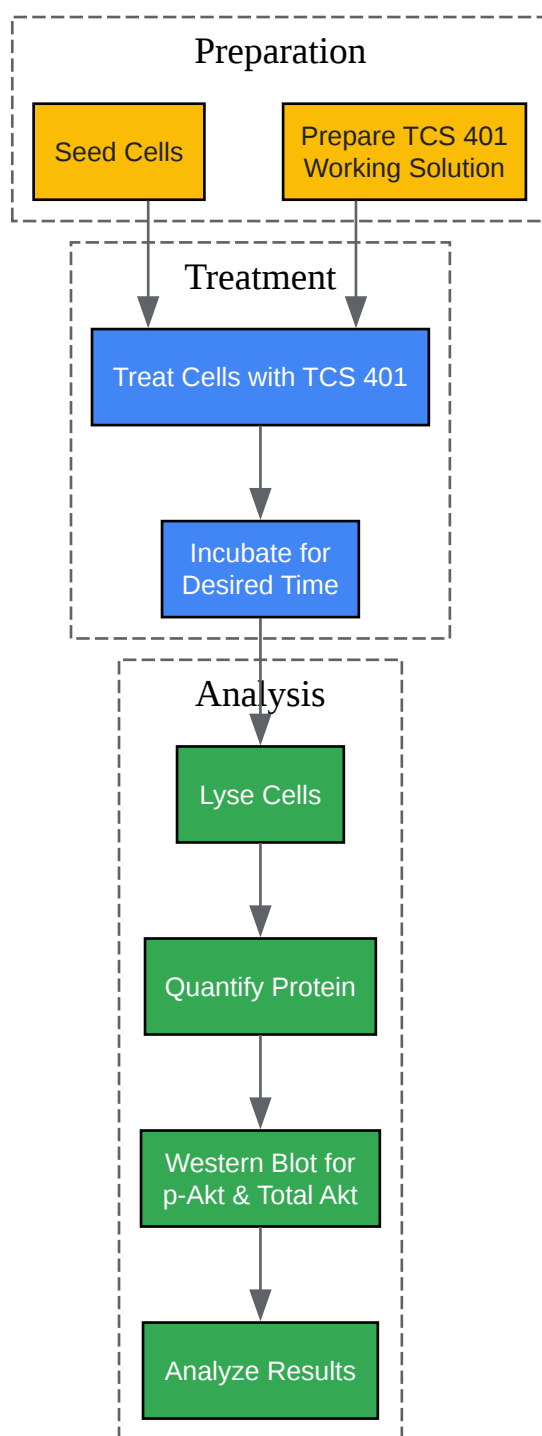 Preparation
Seed Cells
Prepare TCS 401
Working Solution
Treatment
Treat Cells with TCS 401
Incubate for
Desired Time
Analysis
Lyse Cells
Quantify Protein
Western Blot for
p-Akt & Total Akt
Analyze Results